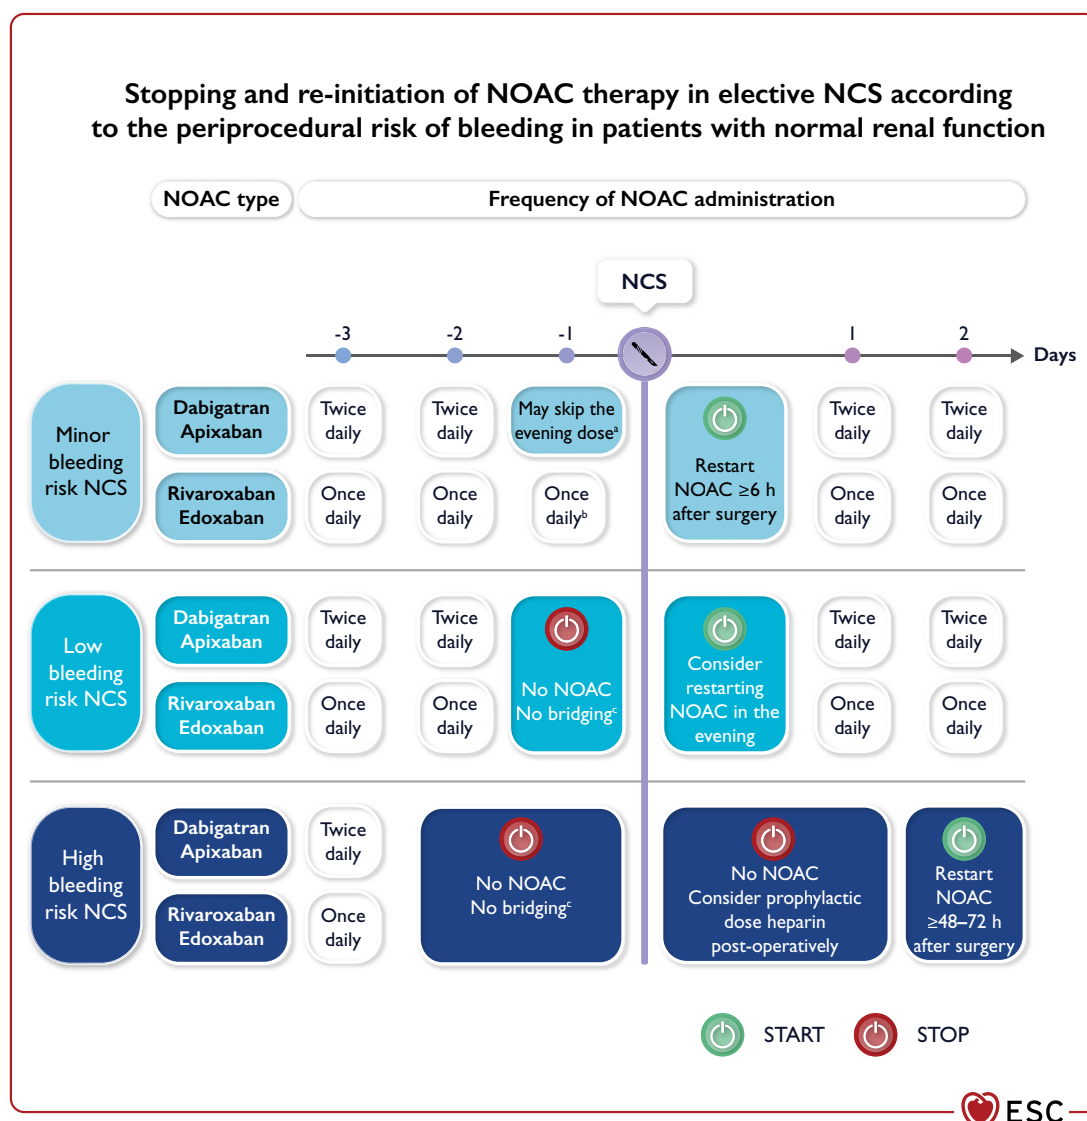 Stopping and re-initiation of NOAC therapy in elective NCS according
to the periprocedural risk of bleeding in patients with normal renal function
NOAC type
Frequency of NOAC administration
NCS
-3
-2
-1
1
2
Days
Minor
bleeding
risk NCS
Dabigatran
Apixaban
Twice
daily
Twice
daily
May skip the
evening doseᵃ
Restart
NOAC ≥6 h
after surgery
Twice
daily
Twice
daily
Rivaroxaban
Edoxaban
Once
daily
Once
daily
Once
dailyᵇ
Once
daily
Once
daily
Low
bleeding
risk NCS
Dabigatran
Apixaban
Twice
daily
Twice
daily
No NOAC
No bridgingᶜ
Consider
restarting
NOAC in the
evening
Twice
daily
Twice
daily
Rivaroxaban
Edoxaban
Once
daily
Once
daily
Once
daily
Once
daily
High
bleeding
risk NCS
Dabigatran
Apixaban
Twice
daily
No NOAC
No bridgingᶜ
No NOAC
Consider prophylactic
dose heparin
post-operatively
Restart
NOAC
≥48–72 h
after surgery
Rivaroxaban
Edoxaban
Once
daily
START
STOP
ESC